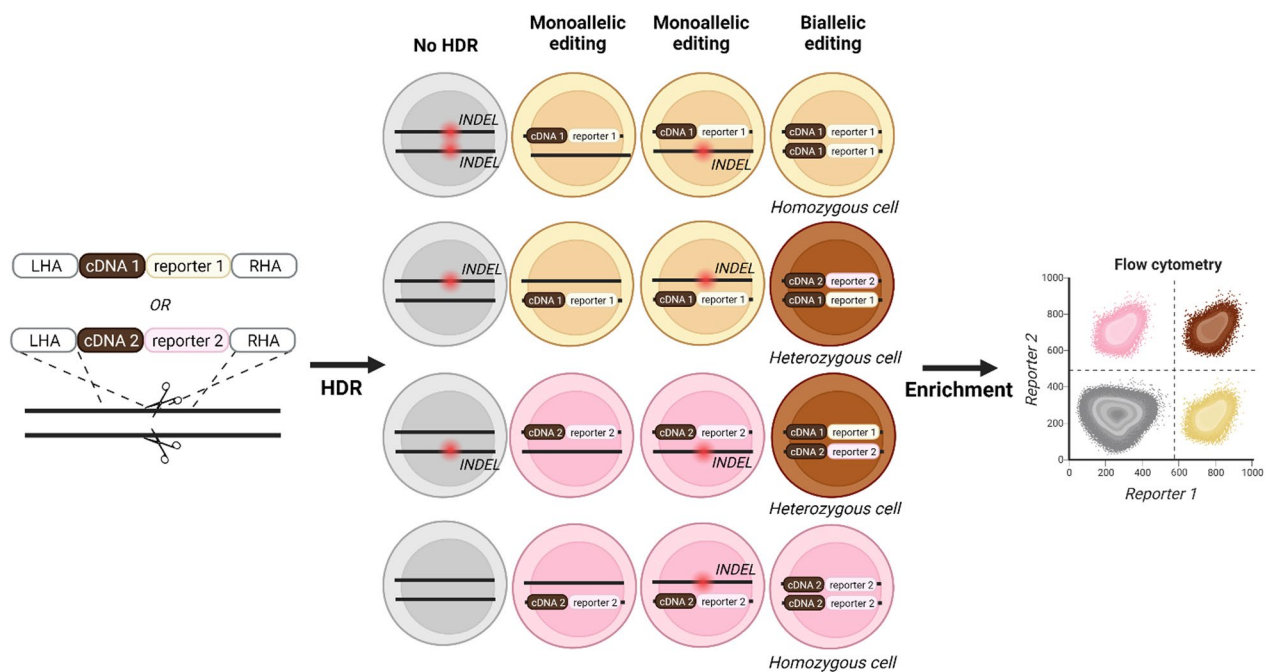 No HDR
Monoallelic
editing
Monoallelic
editing
Biallelic
editing
INDEL
INDEL
cDNA 1 reporter 1
cDNA 1 reporter 1
INDEL
cDNA 1 reporter 1
cDNA 1 reporter 1
Homozygous cell
LHA cDNA 1 reporter 1 RHA
OR
LHA cDNA 2 reporter 2 RHA
HDR
INDEL
cDNA 1 reporter 1
INDEL
cDNA 1 reporter 1
cDNA 2 reporter 2
cDNA 1 reporter 1
Heterozygous cell
INDEL
cDNA 2 reporter 2
cDNA 2 reporter 2
INDEL
cDNA 1 reporter 1
cDNA 2 reporter 2
Heterozygous cell
cDNA 2 reporter 2
INDEL
cDNA 2 reporter 2
cDNA 2 reporter 2
cDNA 2 reporter 2
Homozygous cell
Enrichment
Flow cytometry
Reporter 2
1000
800
600
400
200
0
0 200 400 600 800 1000
Reporter 1